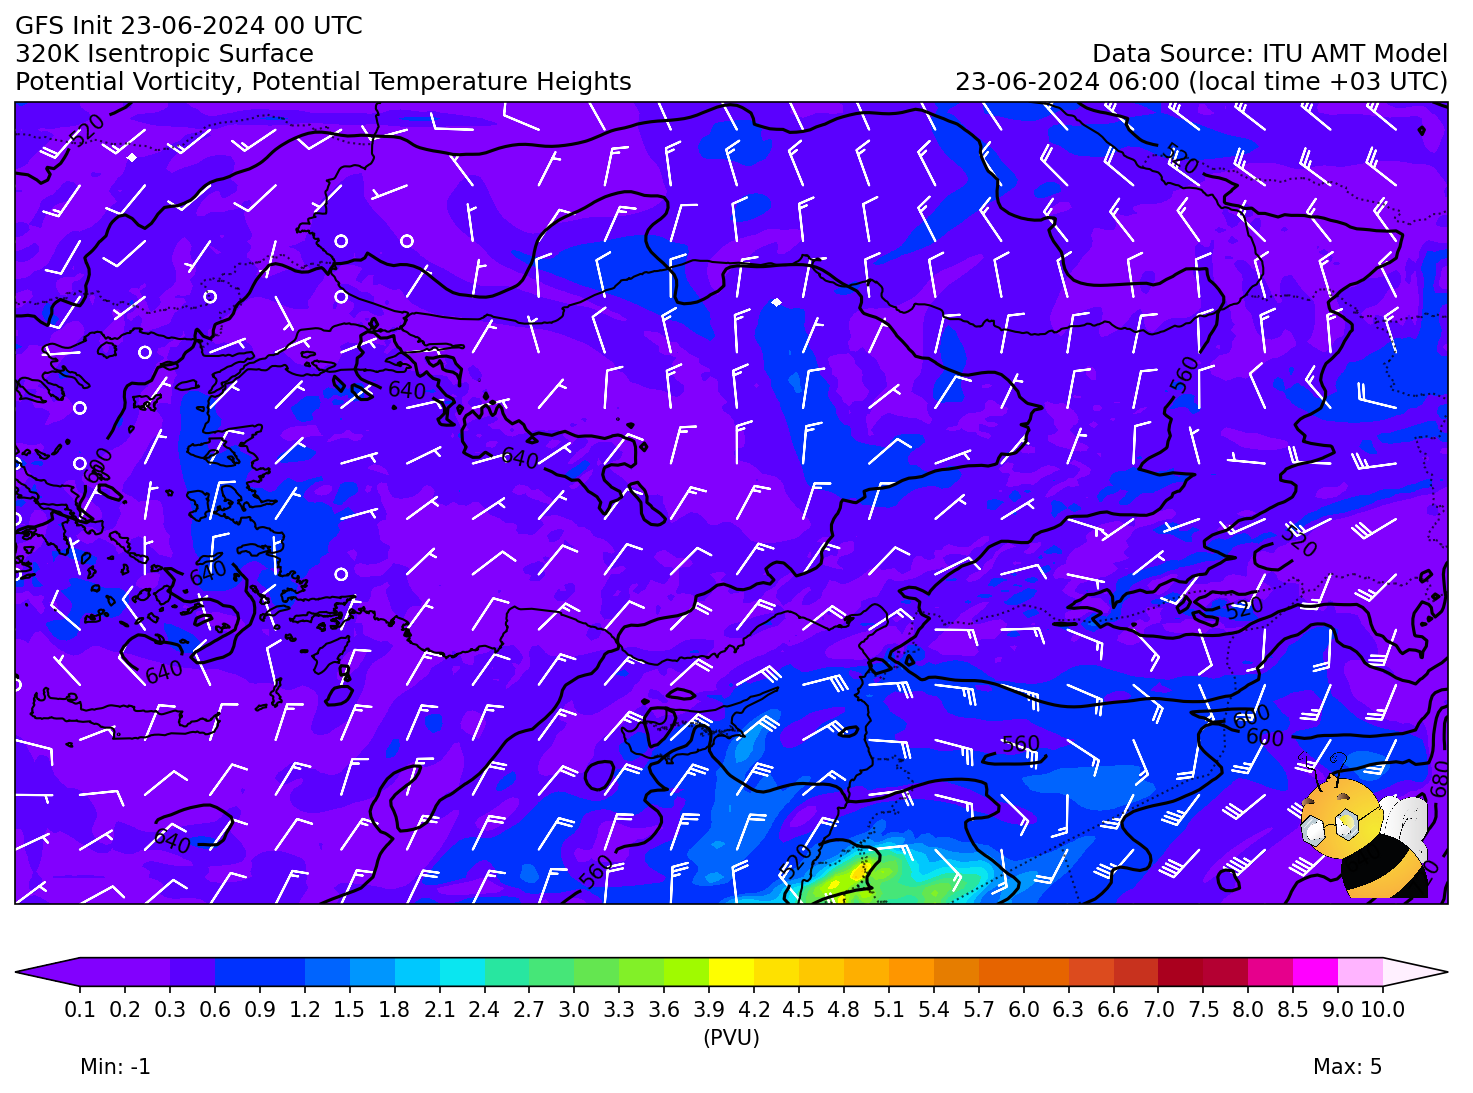 GFS Init 23-06-2024 00 UTC
320K Isentropic Surface
Data Source: ITU AMT Model
Potential Vorticity, Potential Temperature Heights
23-06-2024 06:00 (local time +03 UTC)
520
520
560
640
640
600
520
640
520
640
600
600
560
680
640
520
560
0.1 0.2 0.3 0.6 0.9 1.2 1.5 1.8 2.1 2.4 2.7 3.0 3.3 3.6 3.9 4.2 4.5 4.8 5.1 5.4 5.7 6.0 6.3 6.6 7.0 7.5 8.0 8.5 9.0 10.0
(PVU)
Min: -1
Max: 5